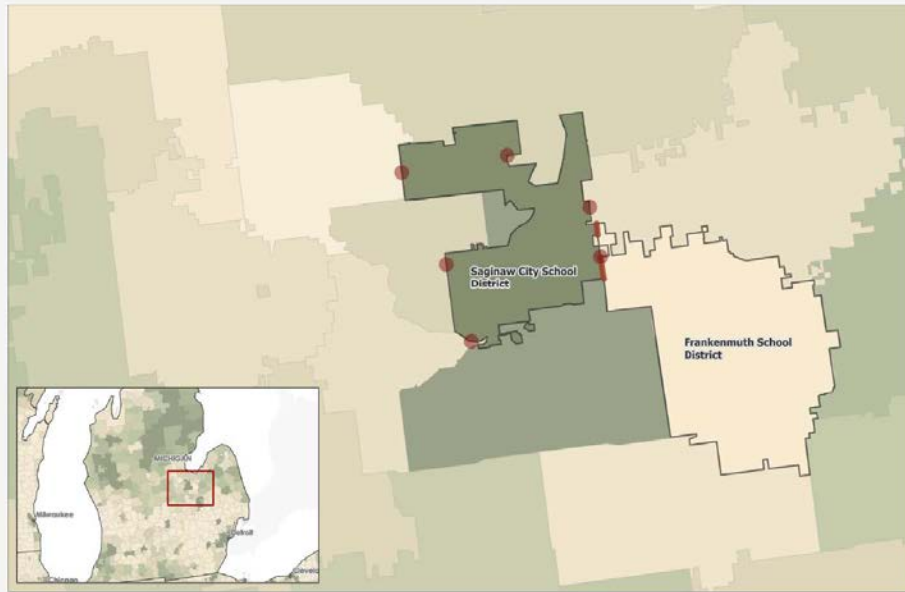 Saginaw City School
District
Frankenmuth School
District
MICHIGAN
Milwaukee
Detroit